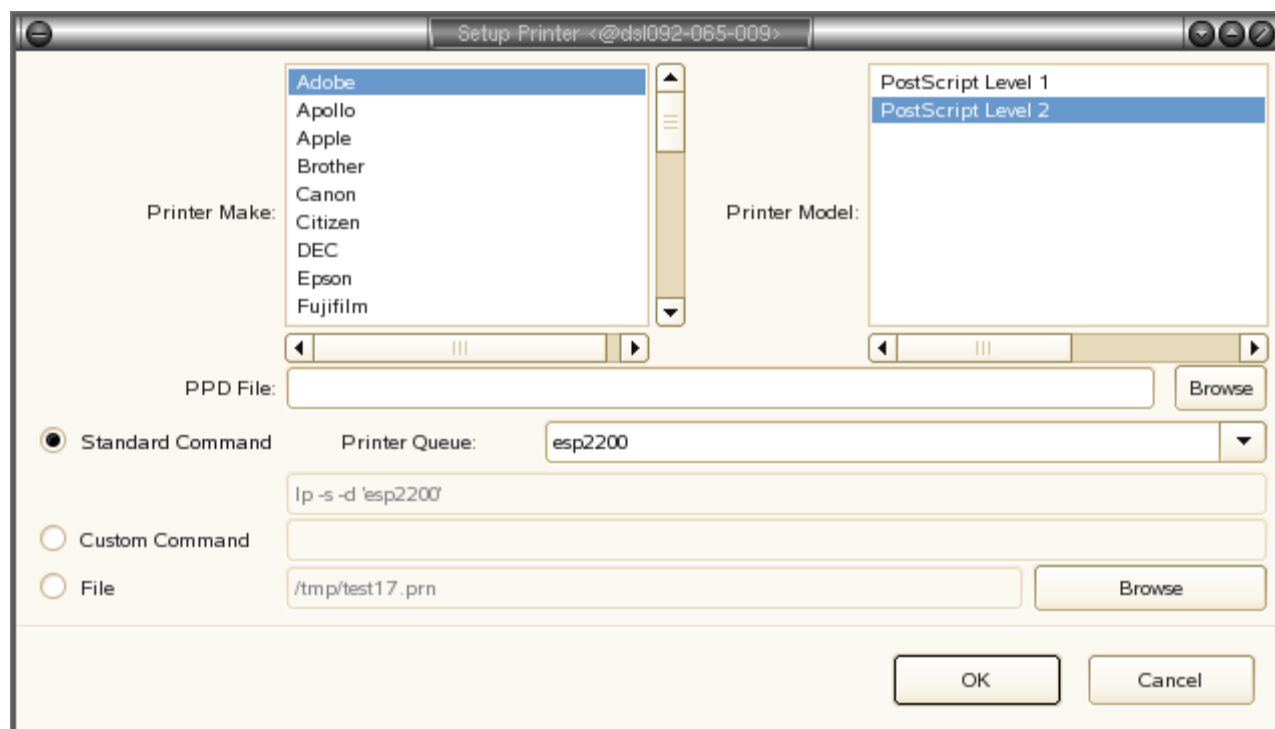 Setup Printer <@dsl092-065-009>
Printer Make:
Adobe
Apollo
Apple
Brother
Canon
Citizen
DEC
Epson
Fujifilm
Printer Model:
PostScript Level 1
PostScript Level 2
PPD File:
Browse
Standard Command Printer Queue: esp2200
lp -s -d 'esp2200'
Custom Command
File /tmp/test17.prn Browse
OK Cancel